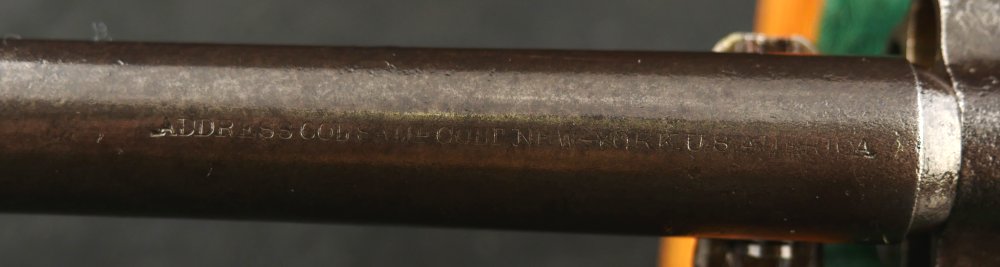 ADDRESS COL. SAML COLT NEW-YORK U.S. AMERICA